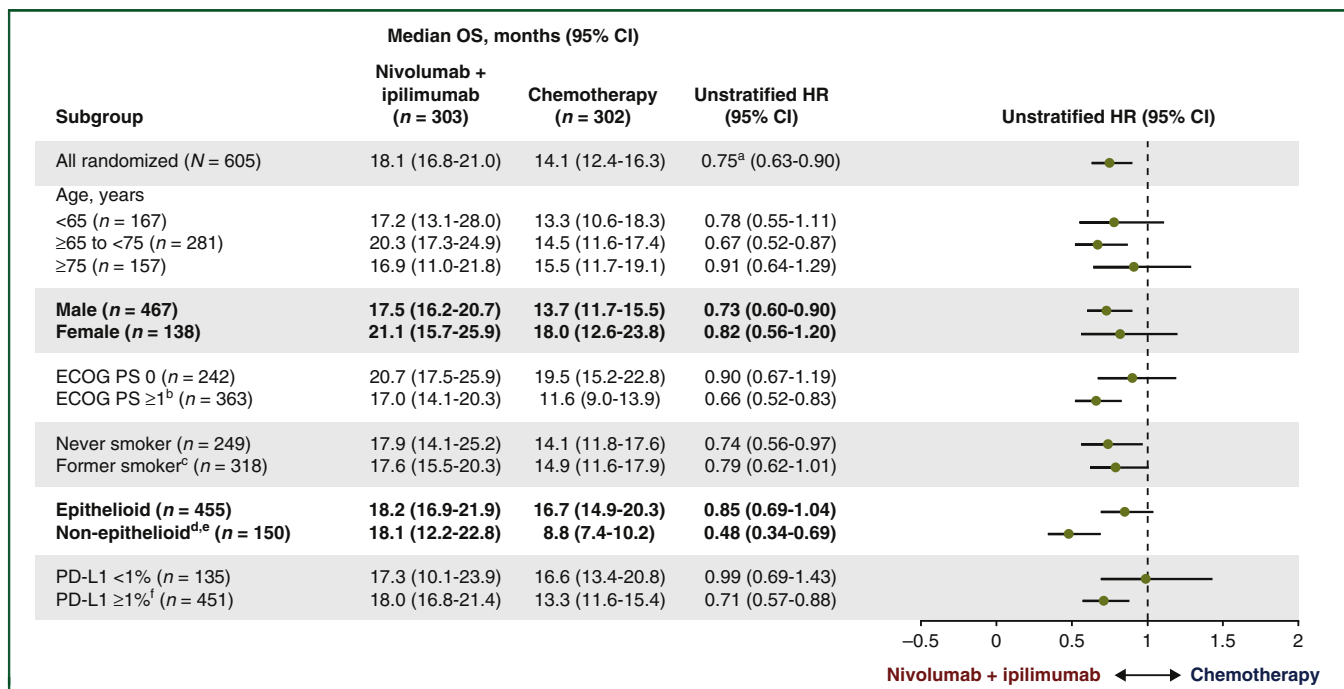 Median OS, months (95% CI)
Subgroup Nivolumab + ipilimumab (n = 303) Chemotherapy (n = 302) Unstratified HR (95% CI) Unstratified HR (95% CI)
All randomized (N = 605) 18.1 (16.8-21.0) 14.1 (12.4-16.3) 0.75a (0.63-0.90)
Age, years
<65 (n = 167) 17.2 (13.1-28.0) 13.3 (10.6-18.3) 0.78 (0.55-1.11)
≥65 to <75 (n = 281) 20.3 (17.3-24.9) 14.5 (11.6-17.4) 0.67 (0.52-0.87)
≥75 (n = 157) 16.9 (11.0-21.8) 15.5 (11.7-19.1) 0.91 (0.64-1.29)
Male (n = 467) 17.5 (16.2-20.7) 13.7 (11.7-15.5) 0.73 (0.60-0.90)
Female (n = 138) 21.1 (15.7-25.9) 18.0 (12.6-23.8) 0.82 (0.56-1.20)
ECOG PS 0 (n = 242) 20.7 (17.5-25.9) 19.5 (15.2-22.8) 0.90 (0.67-1.19)
ECOG PS ≥1b (n = 363) 17.0 (14.1-20.3) 11.6 (9.0-13.9) 0.66 (0.52-0.83)
Never smoker (n = 249) 17.9 (14.1-25.2) 14.1 (11.8-17.6) 0.74 (0.56-0.97)
Former smokerc (n = 318) 17.6 (15.5-20.3) 14.9 (11.6-17.9) 0.79 (0.62-1.01)
Epithelioid (n = 455) 18.2 (16.9-21.9) 16.7 (14.9-20.3) 0.85 (0.69-1.04)
Non-epithelioidd,e (n = 150) 18.1 (12.2-22.8) 8.8 (7.4-10.2) 0.48 (0.34-0.69)
PD-L1 <1% (n = 135) 17.3 (10.1-23.9) 16.6 (13.4-20.8) 0.99 (0.69-1.43)
PD-L1 ≥1%f (n = 451) 18.0 (16.8-21.4) 13.3 (11.6-15.4) 0.71 (0.57-0.88)
−0.5 0 0.5 1 1.5 2
Nivolumab + ipilimumab Chemotherapy